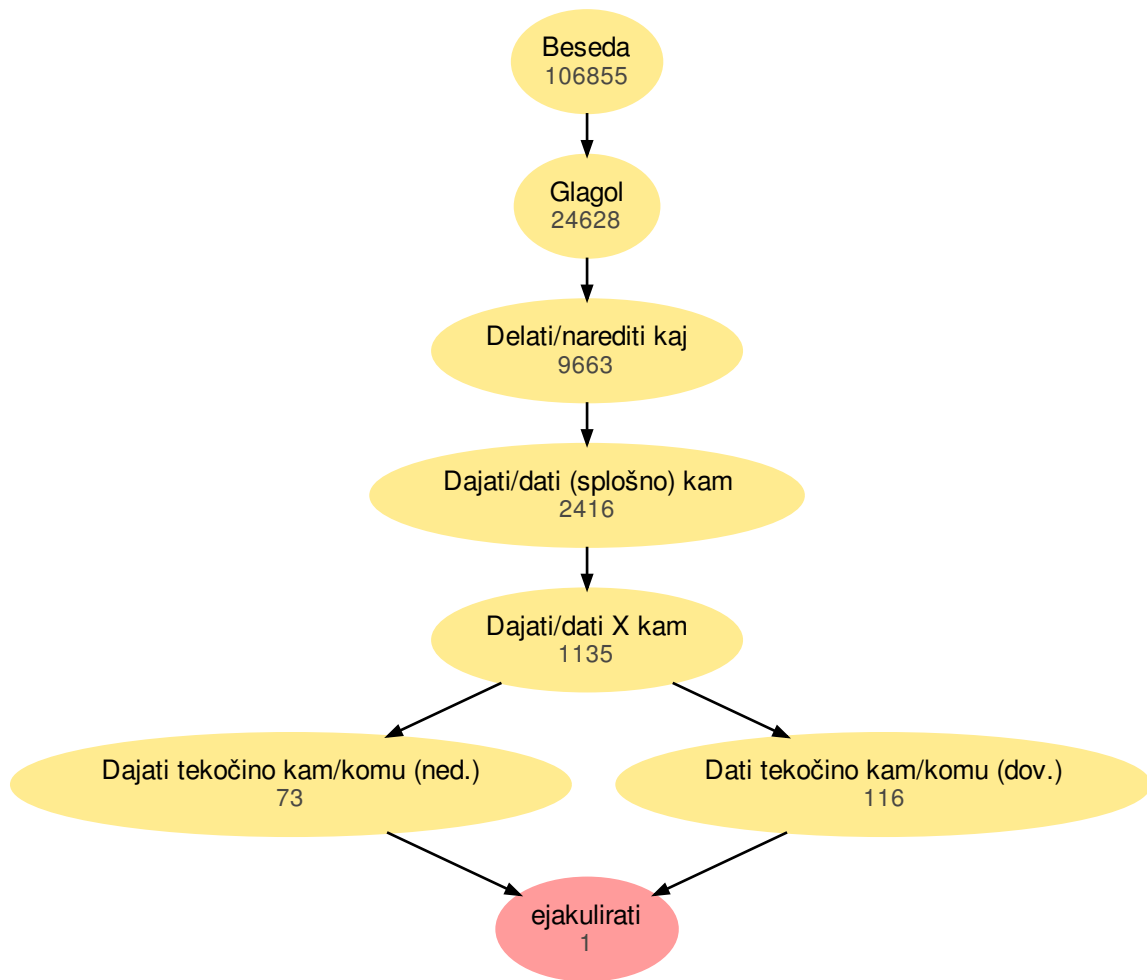 Beseda
106855
Glagol
24628
Delati/narediti kaj
9663
Dajati/dati (splošno) kam
2416
Dajati/dati X kam
1135
Dajati tekočino kam/komu (ned.)
73
Dati tekočino kam/komu (dov.)
116
ejakulirati
1